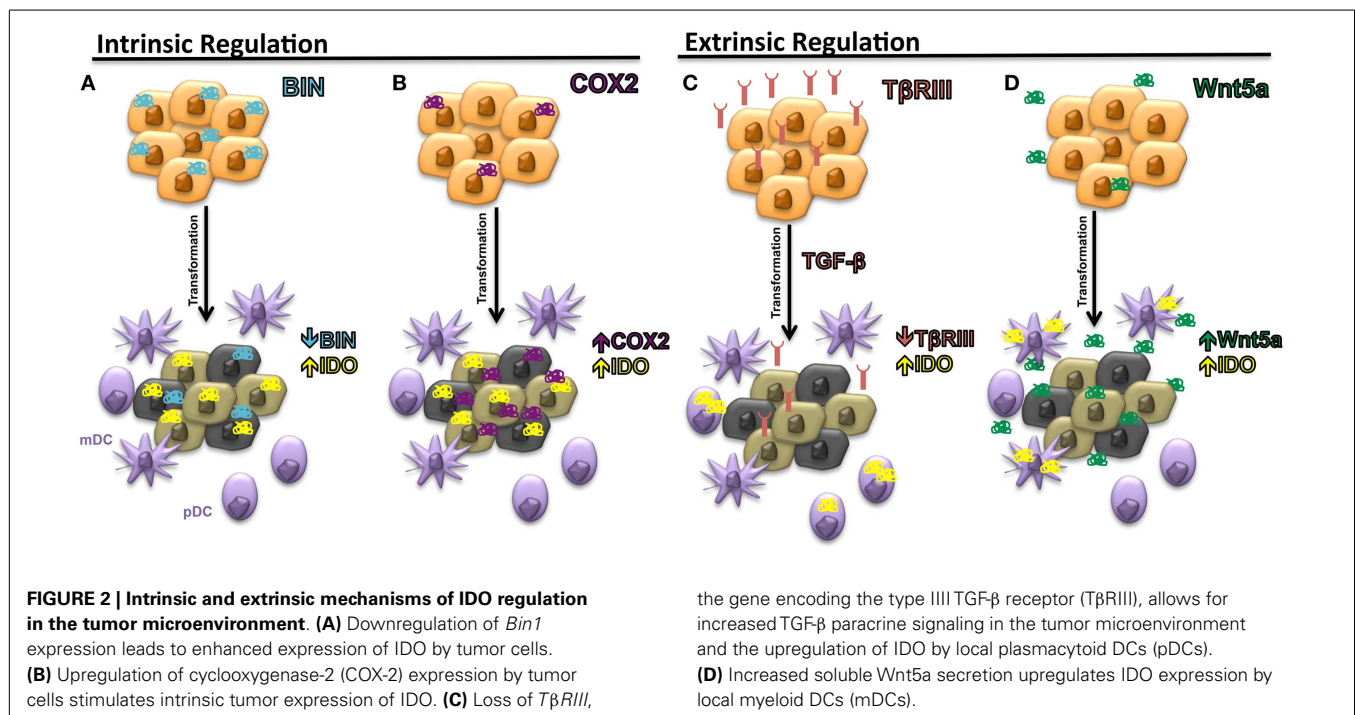 Intrinsic Regulation
Extrinsic Regulation
A
BIN
B
COX2
C
TβRIII
D
Wnt5a
Transformation
Transformation
Transformation
TGF-β
Transformation
↓BIN
↑IDO
↑COX2
↑IDO
↓TβRIII
↑IDO
↑Wnt5a
↑IDO
mDC
pDC
FIGURE 2 | Intrinsic and extrinsic mechanisms of IDO regulation
in the tumor microenvironment. (A) Downregulation of Bin1
expression leads to enhanced expression of IDO by tumor cells.
(B) Upregulation of cyclooxygenase-2 (COX-2) expression by tumor
cells stimulates intrinsic tumor expression of IDO. (C) Loss of TβRIII,
the gene encoding the type IIII TGF-β receptor (TβRIII), allows for
increased TGF-β paracrine signaling in the tumor microenvironment
and the upregulation of IDO by local plasmacytoid DCs (pDCs).
(D) Increased soluble Wnt5a secretion upregulates IDO expression by
local myeloid DCs (mDCs).